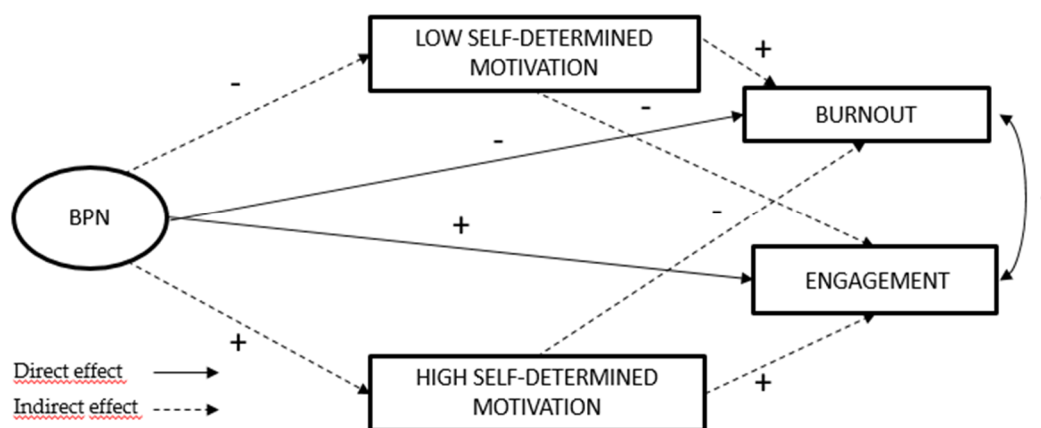 LOW SELF-DETERMINED
MOTIVATION
+
BURNOUT
-
-
-
BPN
-
+
ENGAGEMENT
+
HIGH SELF-DETERMINED
MOTIVATION
+
Direct effect
Indirect effect